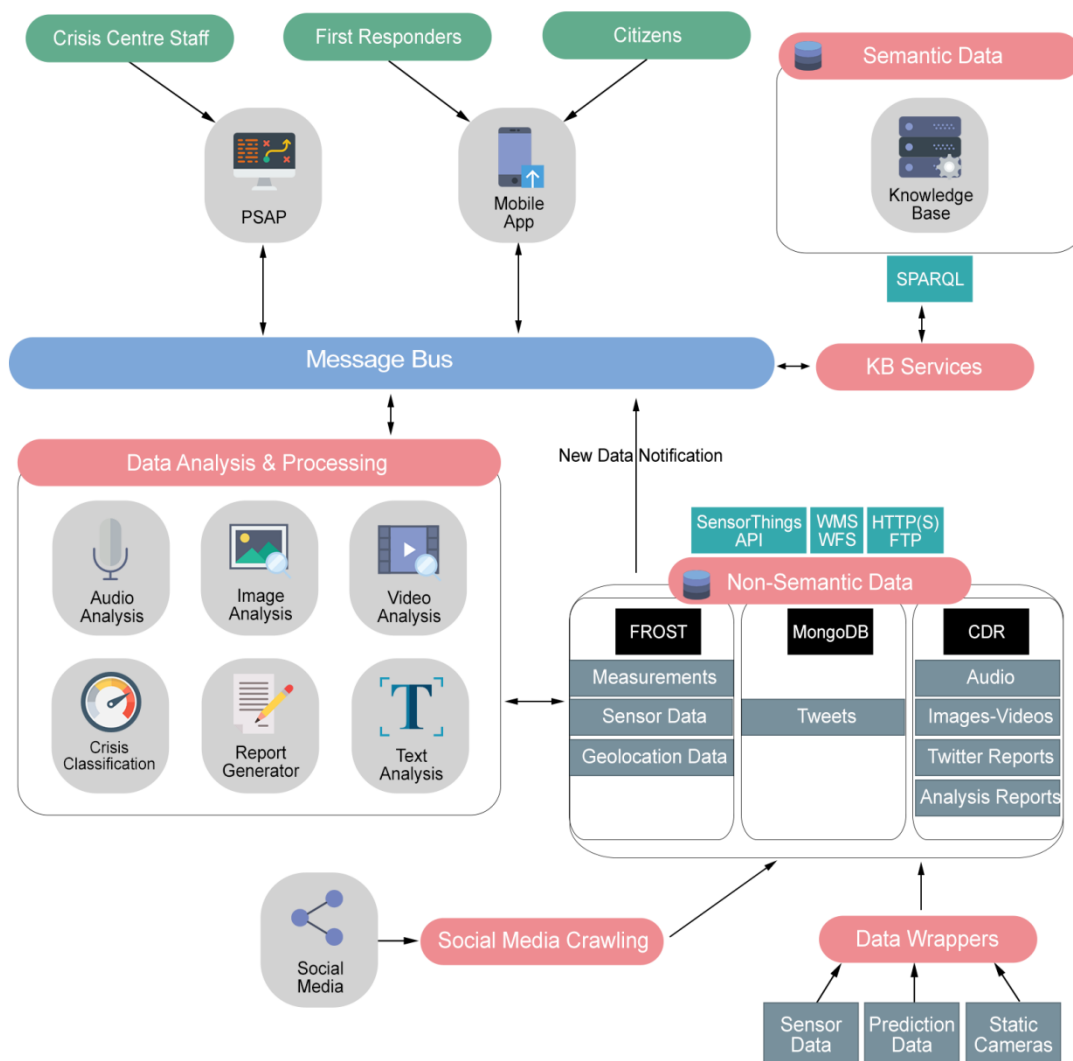 Crisis Centre Staff
First Responders
Citizens
Semantic Data
PSAP
Mobile
App
Knowledge
Base
SPARQL
Message Bus
KB Services
Data Analysis & Processing
New Data Notification
SensorThings
API
WMS
WFS
HTTP(S)
FTP
Non-Semantic Data
Audio
Analysis
Image
Analysis
Video
Analysis
Crisis
Classification
Report
Generator
Text
Analysis
FROST
Measurements
Sensor Data
Geolocation Data
MongoDB
Tweets
CDR
Audio
Images-Videos
Twitter Reports
Analysis Reports
Social
Media
Social Media Crawling
Data Wrappers
Sensor
Data
Prediction
Data
Static
Cameras